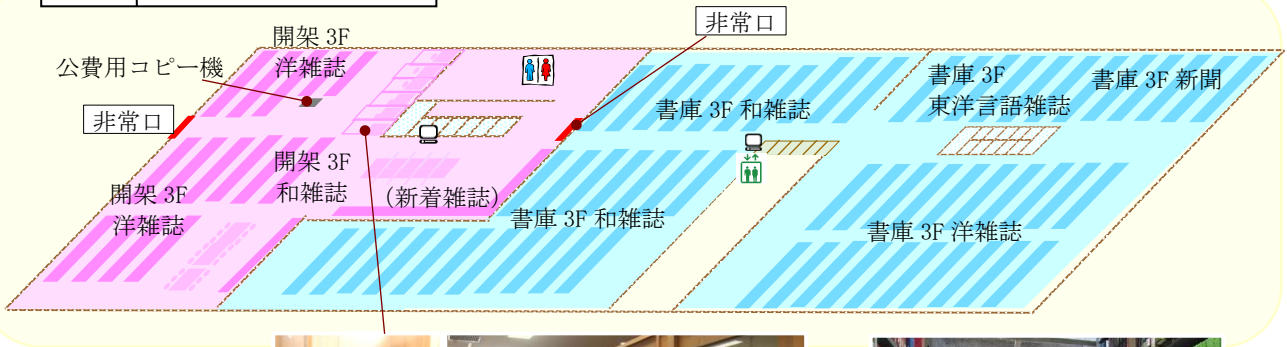 開架 3F
洋雑誌
公費用コピー機
非常口
非常口
書庫 3F 和雑誌
書庫 3F
東洋言語雑誌
書庫 3F 新聞
開架 3F
和雑誌
(新着雑誌)
開架 3F
洋雑誌
書庫 3F 和雑誌
書庫 3F 洋雑誌